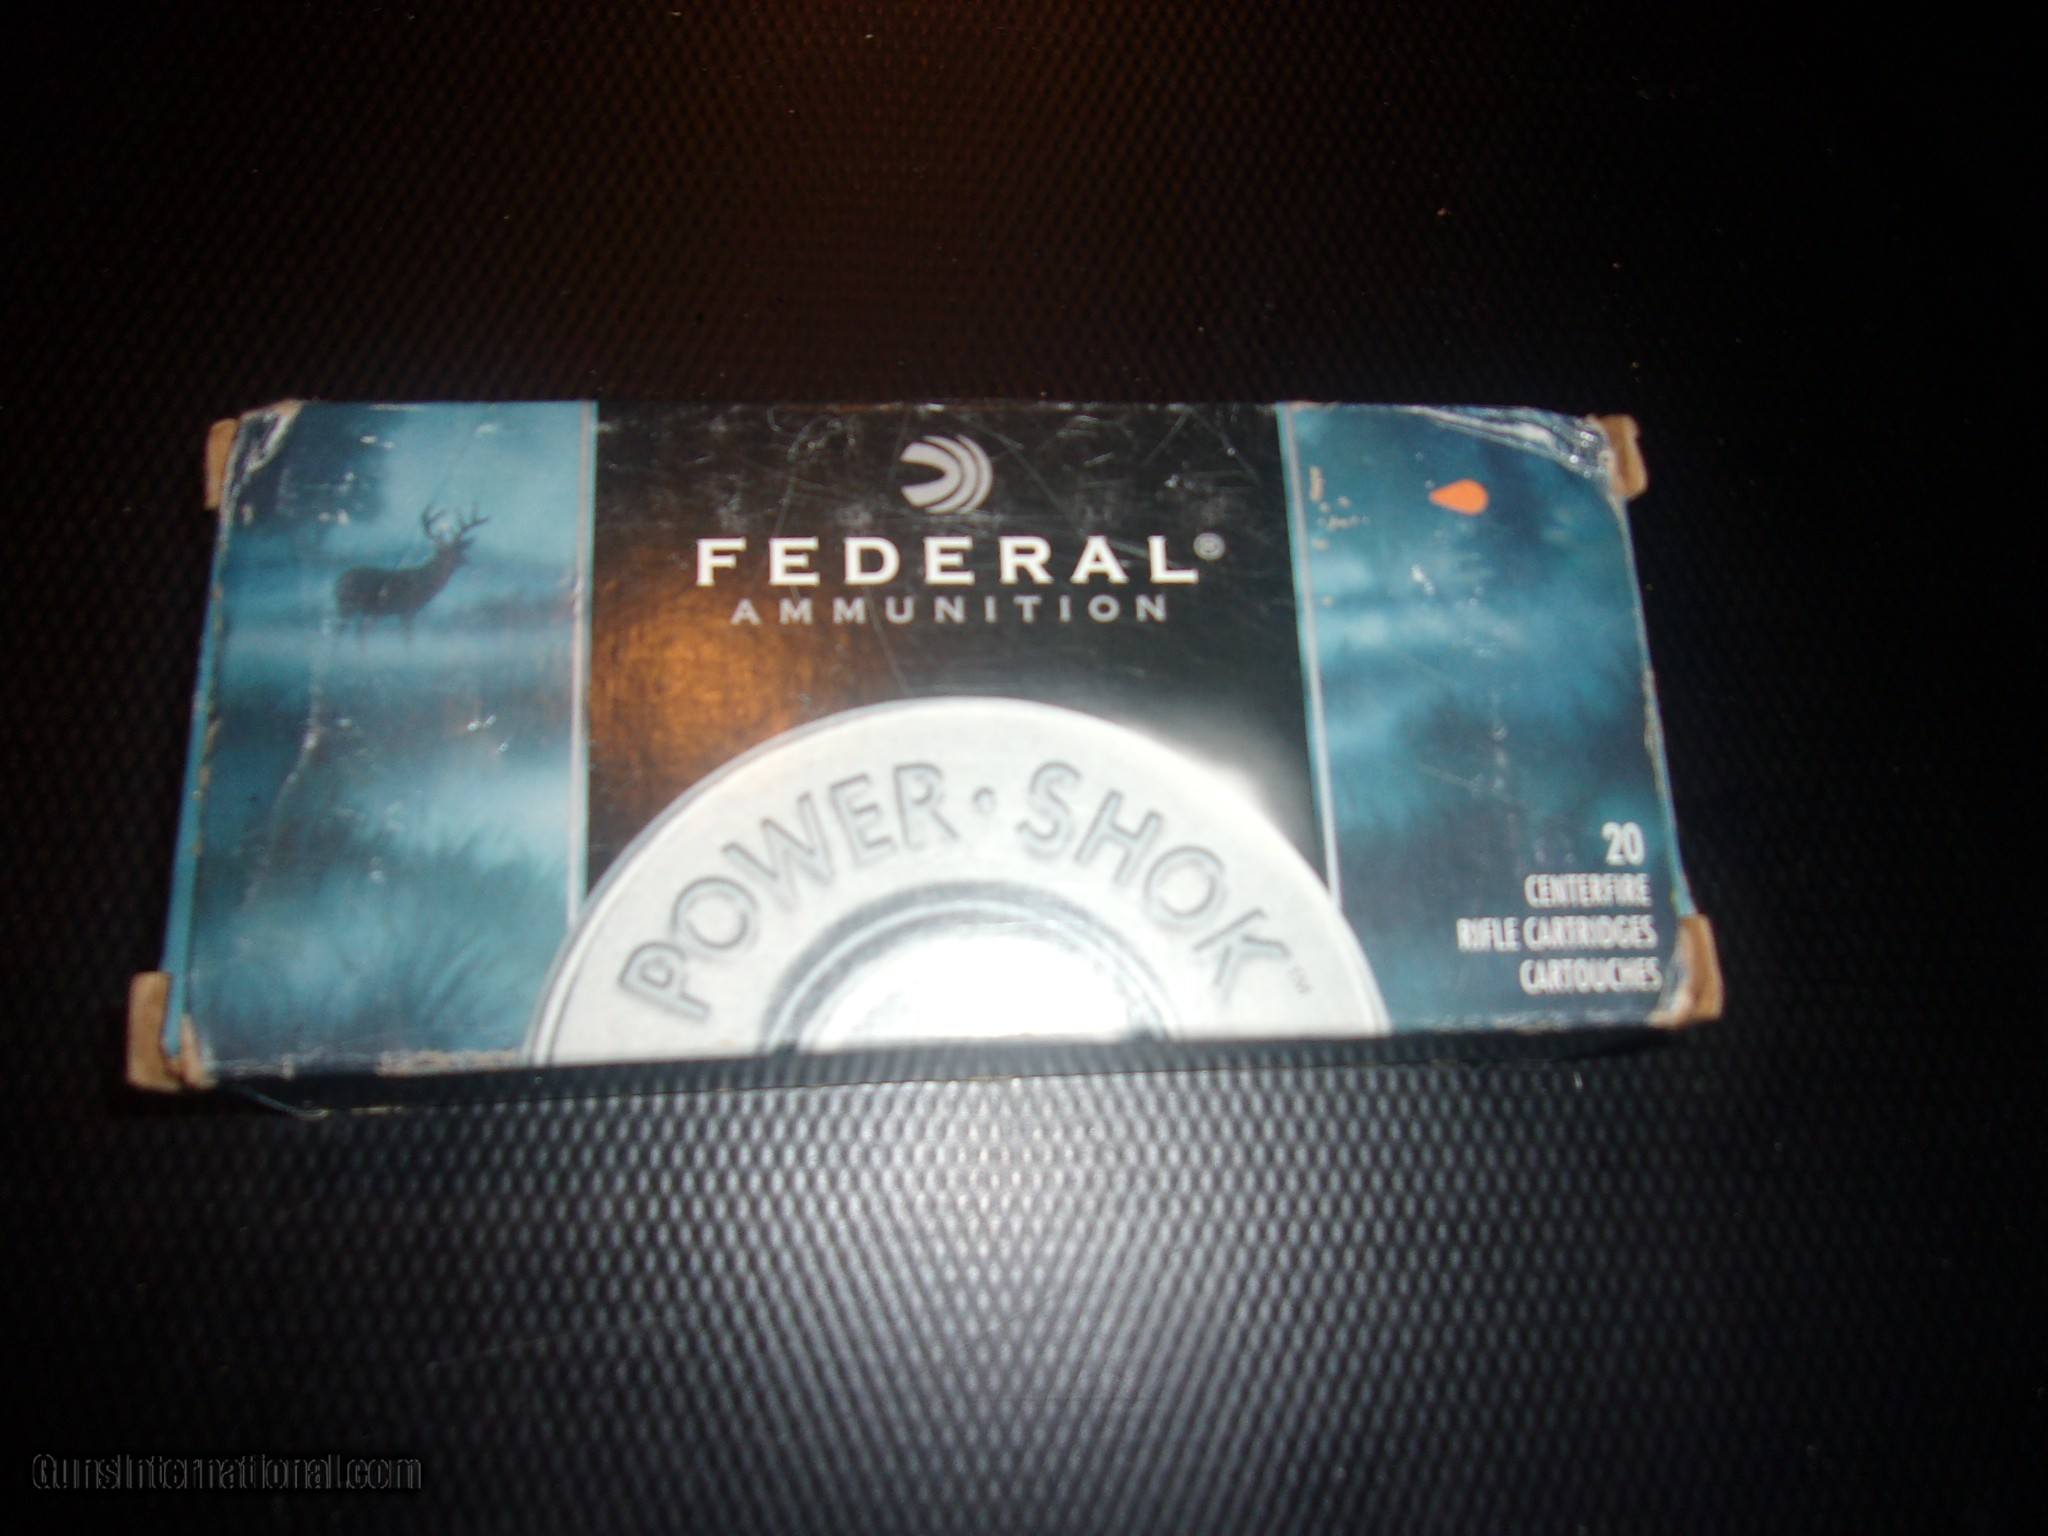 FEDERAL®
AMMUNITION
POWER·SHOK™
20
CENTERFIRE
RIFLE CARTRIDGES
CARTOUCHES
GunsInternational.com